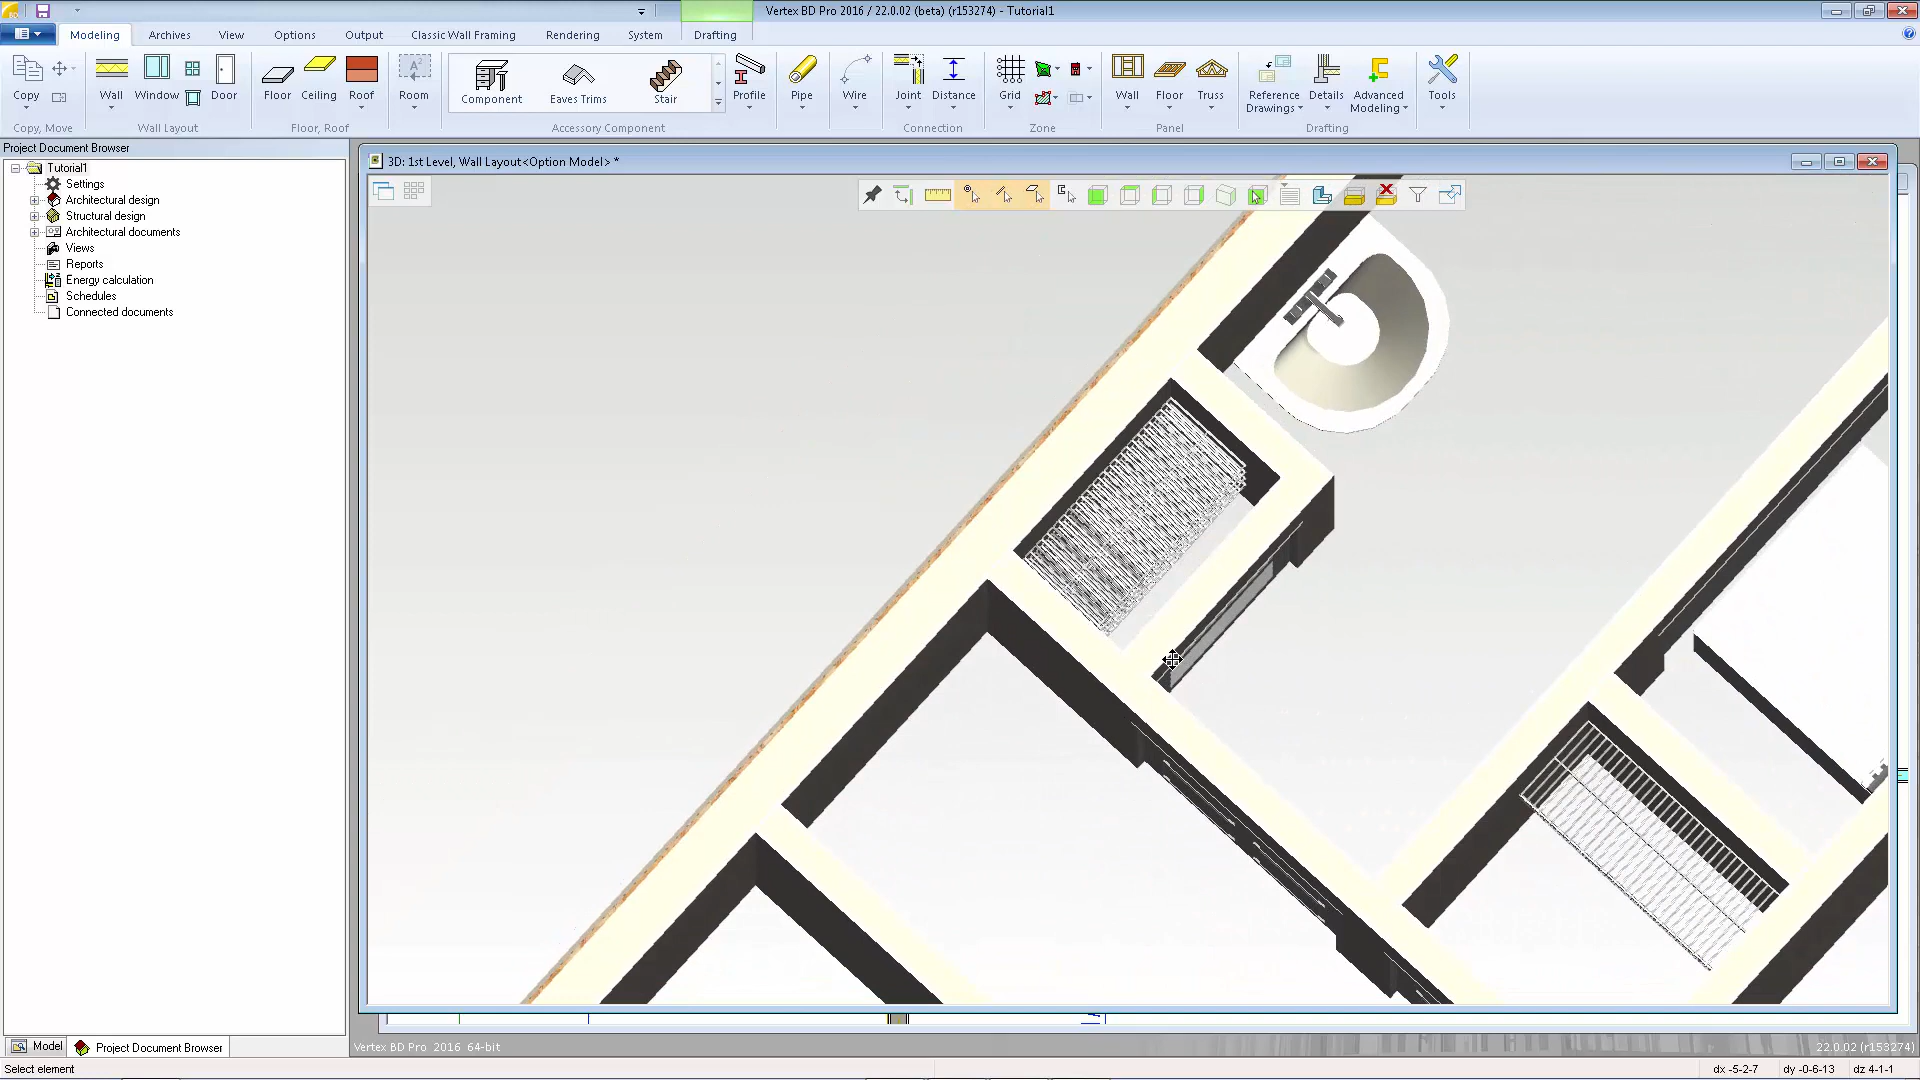 Vertex BD Pro 2016 / 22.0.02 (beta) (r153274) - Tutorial1
Modeling Archives View Options Output Classic Wall Framing Rendering System Drafting
Copy Wall Window Door Floor Ceiling Roof Room Component Eaves Trims Stair Profile Pipe Wire Joint Distance Grid Wall Floor Truss Reference Drawings Details Advanced Modeling Tools
Copy, Move Wall Layout Floor, Roof Accessory Component Connection Zone Panel Drafting
Project Document Browser
3D: 1st Level, Wall Layout<Option Model> *
Tutorial1
Settings
Architectural design
Structural design
Architectural documents
Views
Reports
Energy calculation
Schedules
Connected documents
Model Project Document Browser
Vertex BD Pro 2016 64-bit
22.0.02 (r153274)
Select element
dx -5-2-7 dy -0-6-13 dz 4-1-1